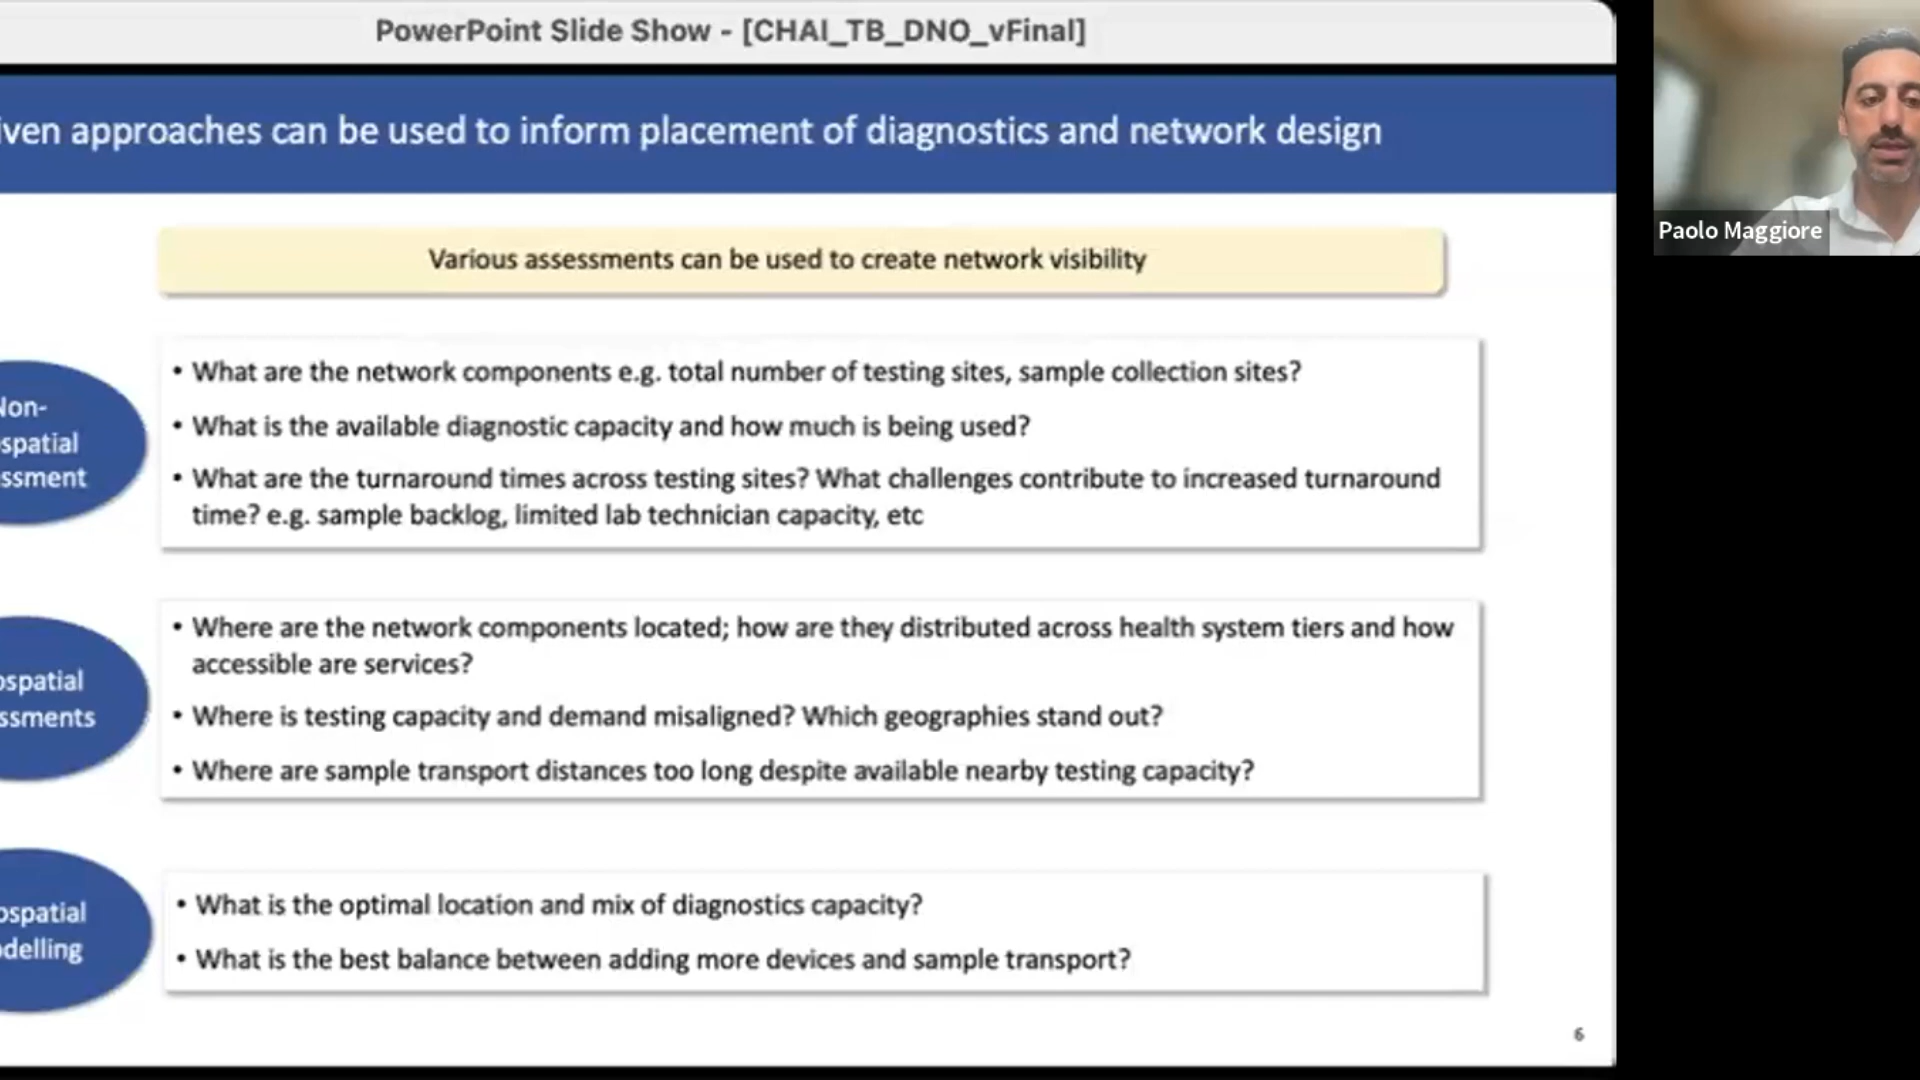 PowerPoint Slide Show - [CHAI_TB_DNO_vFinal]
iven approaches can be used to inform placement of diagnostics and network design
Paolo Maggiore
Various assessments can be used to create network visibility
Non-
spatial
ssment
• What are the network components e.g. total number of testing sites, sample collection sites?
• What is the available diagnostic capacity and how much is being used?
• What are the turnaround times across testing sites? What challenges contribute to increased turnaround
time? e.g. sample backlog, limited lab technician capacity, etc
ospatial
ssments
• Where are the network components located; how are they distributed across health system tiers and how
accessible are services?
• Where is testing capacity and demand misaligned? Which geographies stand out?
• Where are sample transport distances too long despite available nearby testing capacity?
ospatial
odelling
• What is the optimal location and mix of diagnostics capacity?
• What is the best balance between adding more devices and sample transport?
6